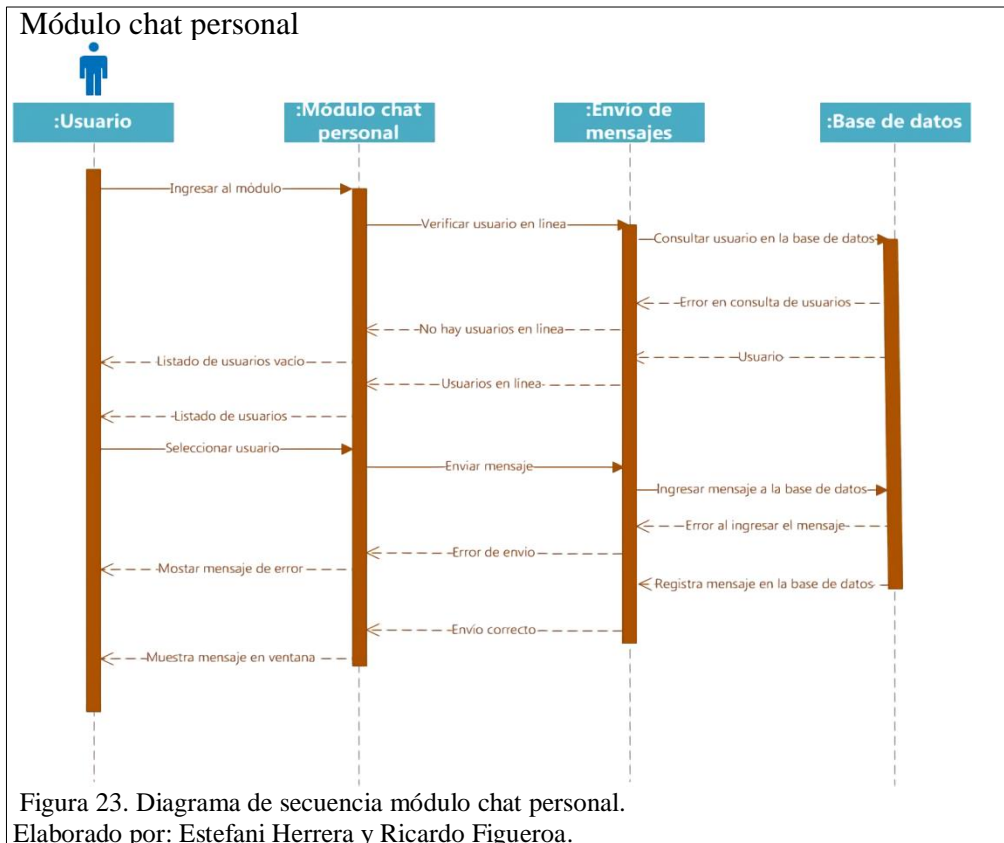 Módulo chat personal
:Usuario
:Módulo chat
personal
:Envío de
mensajes
:Base de datos
Ingresar al módulo
Verificar usuario en línea
Consultar usuario en la base de datos
Error en consulta de usuarios
No hay usuarios en línea
Usuario
Listado de usuarios vacío
Usuarios en línea
Listado de usuarios
Seleccionar usuario
Enviar mensaje
Ingresar mensaje a la base de datos
Error al ingresar el mensaje
Error de envio
Mostar mensaje de error
Registra mensaje en la base de datos
Envío correcto
Muestra mensaje en ventana
Figura 23. Diagrama de secuencia módulo chat personal.
Elaborado por: Estefani Herrera y Ricardo Figueroa.